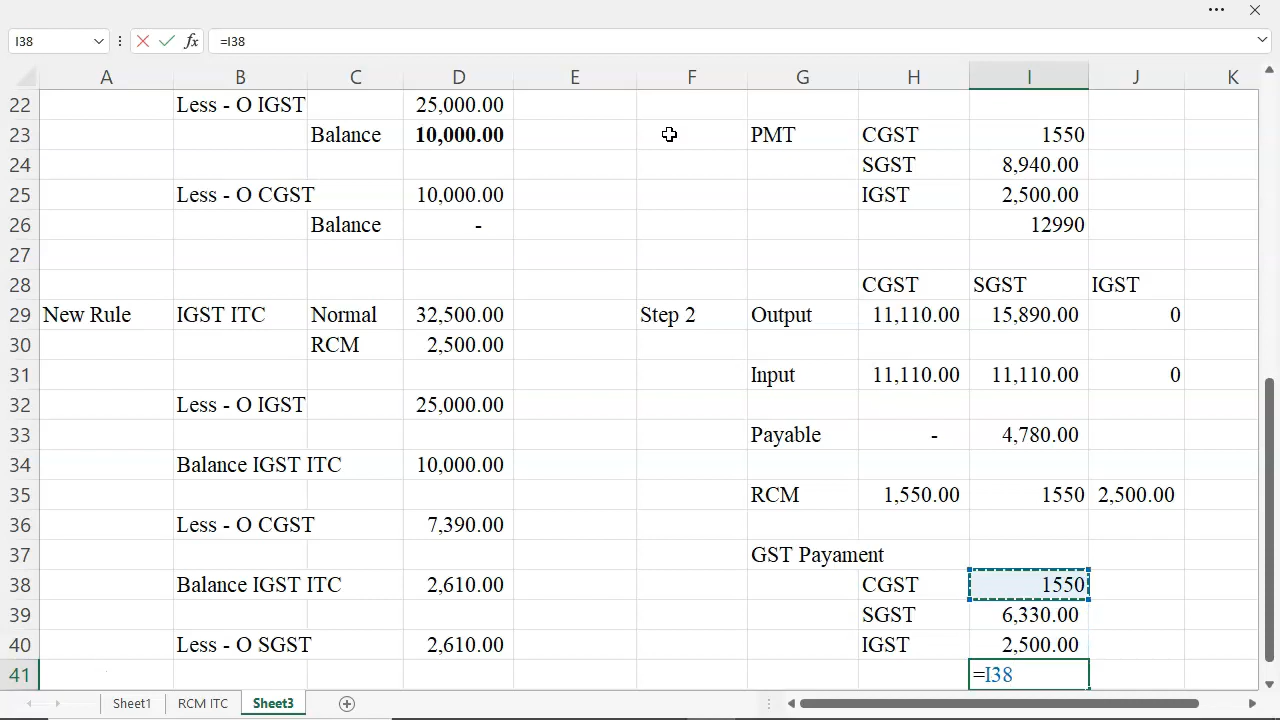 I38 fx =I38
A B C D E F G H I J K
22 Less - O IGST 25,000.00
23 Balance 10,000.00 PMT CGST 1550
24 SGST 8,940.00
25 Less - O CGST 10,000.00 IGST 2,500.00
26 Balance - 12990
27
28 CGST SGST IGST
29 New Rule IGST ITC Normal 32,500.00 Step 2 Output 11,110.00 15,890.00 0
30 RCM 2,500.00
31 Input 11,110.00 11,110.00 0
32 Less - O IGST 25,000.00
33 Payable - 4,780.00
34 Balance IGST ITC 10,000.00
35 RCM 1,550.00 1550 2,500.00
36 Less - O CGST 7,390.00
37 GST Payament
38 Balance IGST ITC 2,610.00 CGST 1550
39 SGST 6,330.00
40 Less - O SGST 2,610.00 IGST 2,500.00
41 =I38
Sheet1 RCM ITC Sheet3